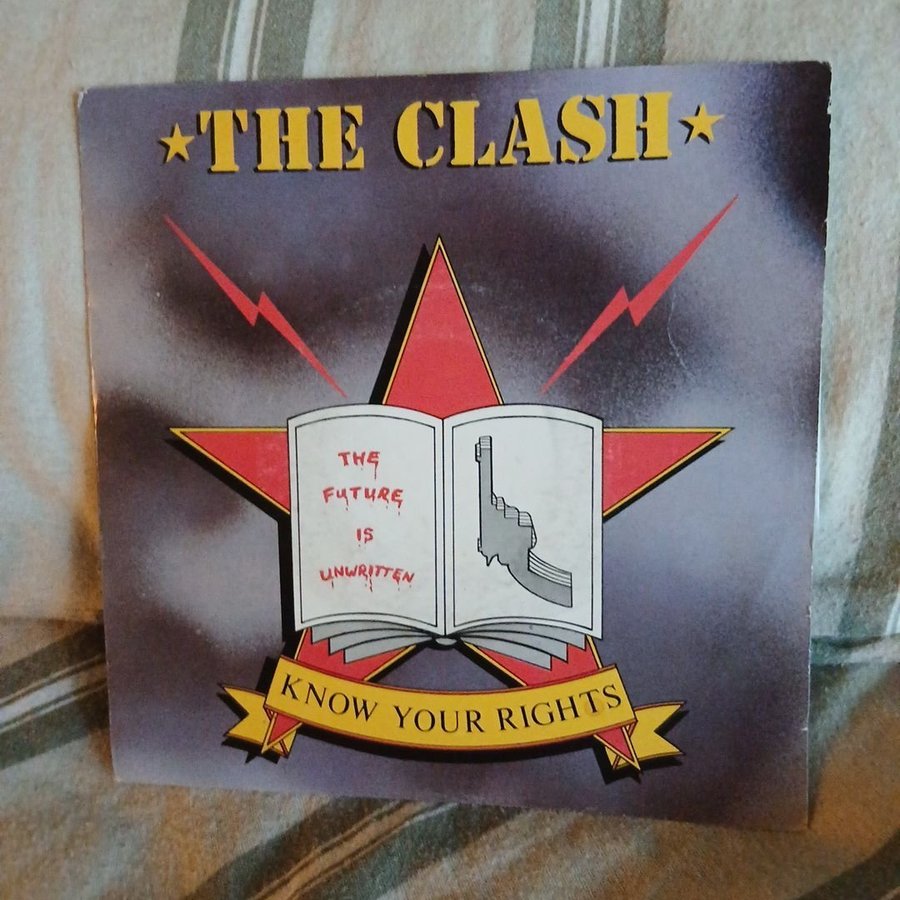 THE CLASH
THE
FUTURE
IS
UNWRITTEN
KNOW YOUR RIGHTS